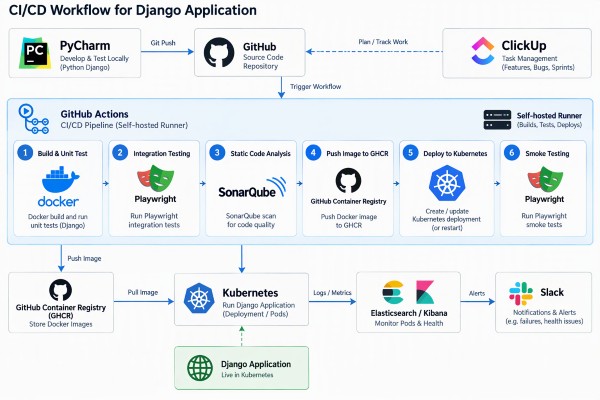 CI/CD Workflow for Django Application
PC
PyCharm
Develop & Test Locally
(Python Django)
Git Push
GitHub
Source Code
Repository
Plan / Track Work
ClickUp
Task Management
(Features, Bugs, Sprints)
Trigger Workflow
GitHub Actions
CI/CD Pipeline (Self-hosted Runner)
Self-hosted Runner
(Builds, Tests, Deploys)
1 Build & Unit Test
docker
Docker build and run
unit tests (Django)
2 Integration Testing
Playwright
Run Playwright
integration tests
3 Static Code Analysis
SonarQube
SonarQube scan
for code quality
4 Push Image to GHCR
GitHub Container Registry
Push Docker image
to GHCR
5 Deploy to Kubernetes
Create / update
Kubernetes deployment
(or restart)
6 Smoke Testing
Playwright
Run Playwright
smoke tests
Push Image
GitHub Container Registry
(GHCR)
Store Docker Images
Pull Image
Kubernetes
Run Django Application
(Deployment / Pods)
Logs / Metrics
Elasticsearch / Kibana
Monitor Pods & Health
Alerts
Slack
Notifications & Alerts
(e.g. failures, health issues)
Django Application
Live in Kubernetes